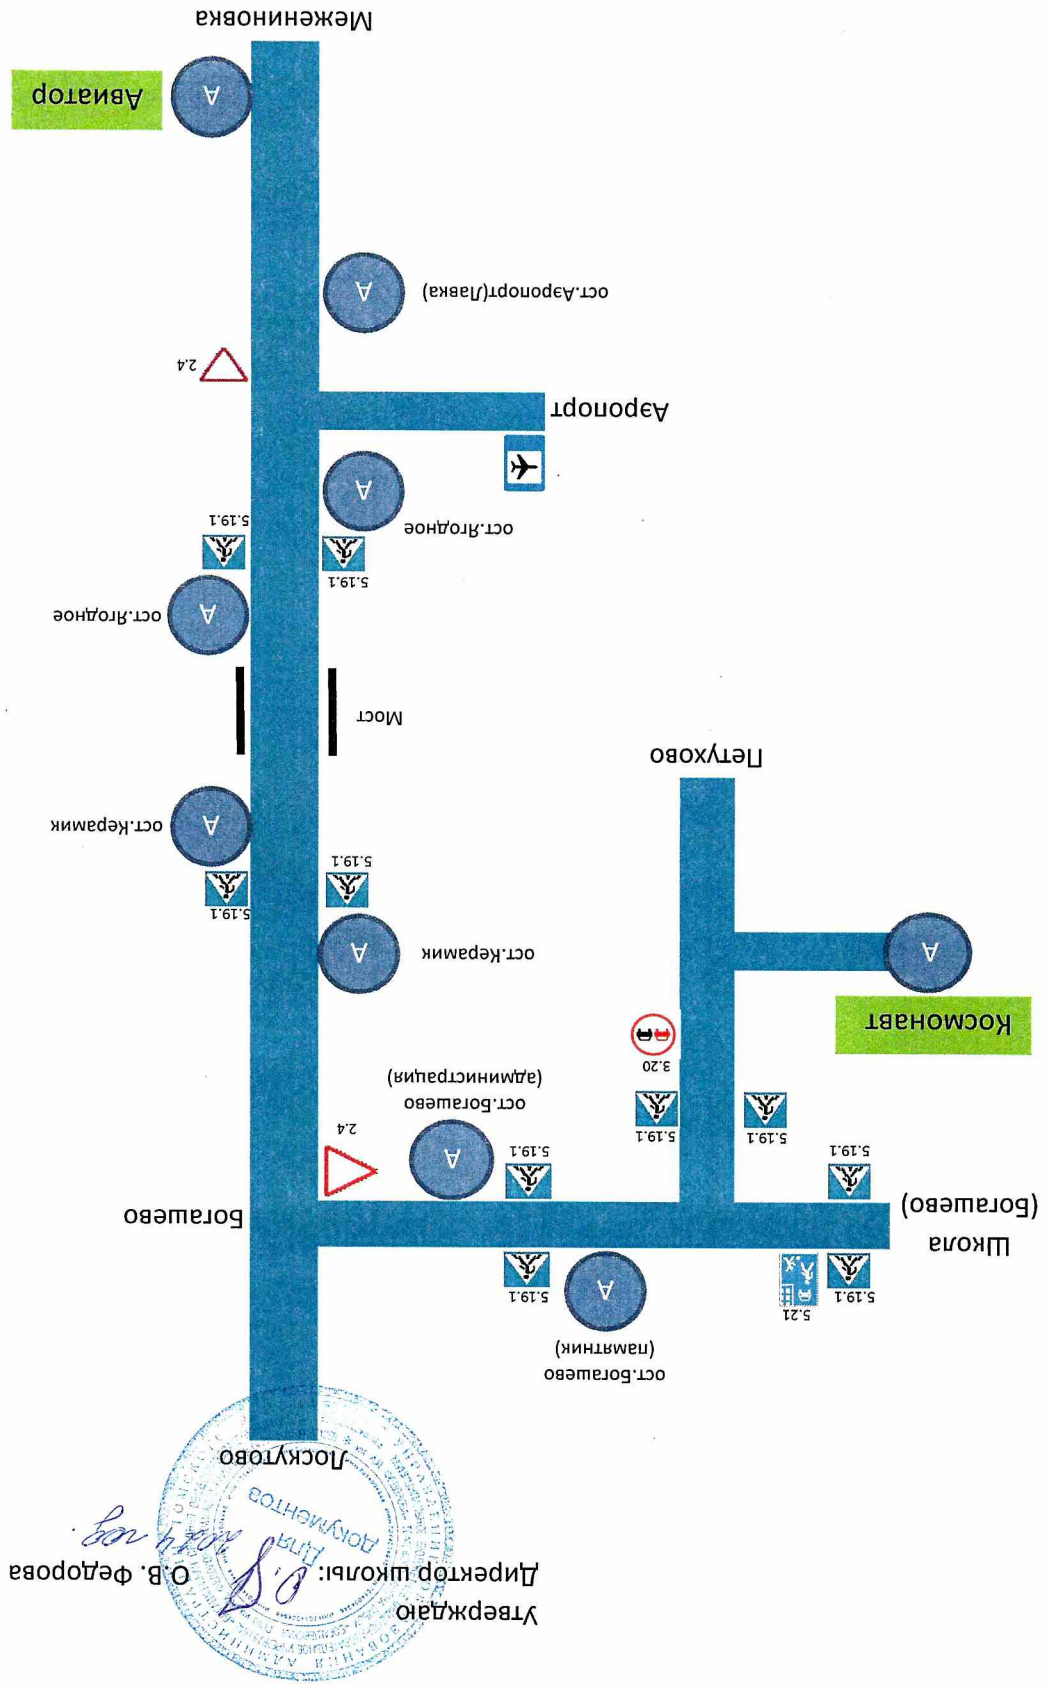 Утверждаю
Директор школы:
О.В. Федорова
2024 год.
Для
документов
Лоскутово
ост.Богашево
(памятник)
5.21
5.19.1
5.19.1
Школа
(Богашево)
Богашево
5.19.1
5.19.1
2.4
А
А
ост.Богашево
(администрация)
5.19.1
5.19.1
3.20
Космонавт
А
ост.Керамик
А
5.19.1
5.19.1
ост.Керамик
А
Петухово
Мост
ост.Ягодное
А
5.19.1
5.19.1
ост.Ягодное
А
Аэропорт
2.4
ост.Аэропорт(Лавка)
А
Авиатор
А
Межениновка